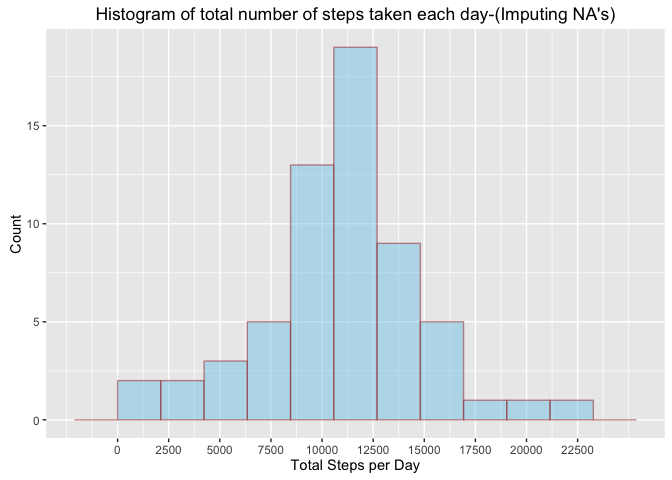 Histogram of total number of steps taken each day-(Imputing NA's)
Count
15
10
5
0
0 2500 5000 7500 10000 12500 15000 17500 20000 22500
Total Steps per Day